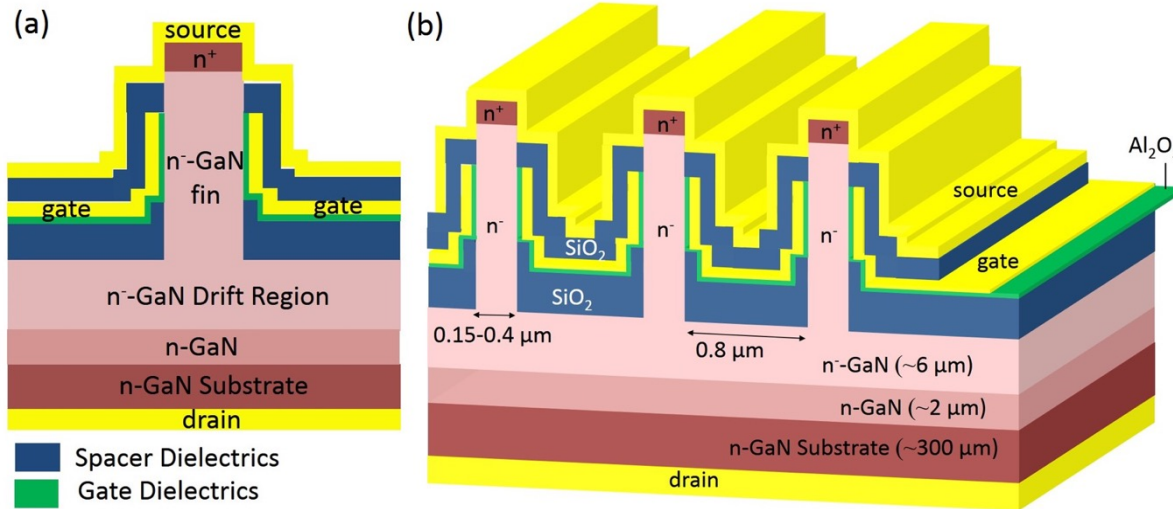 (a)
source
n⁺
n⁻-GaN
fin
gate
gate
n⁻-GaN Drift Region
n-GaN
n-GaN Substrate
drain
Spacer Dielectrics
Gate Dielectrics
(b)
n⁺
n⁺
n⁺
Al₂O
source
n⁻
n⁻
n⁻
gate
SiO₂
SiO₂
0.15-0.4 μm
0.8 μm
n⁻-GaN (~6 μm)
n-GaN (~2 μm)
n-GaN Substrate (~300 μm)
drain